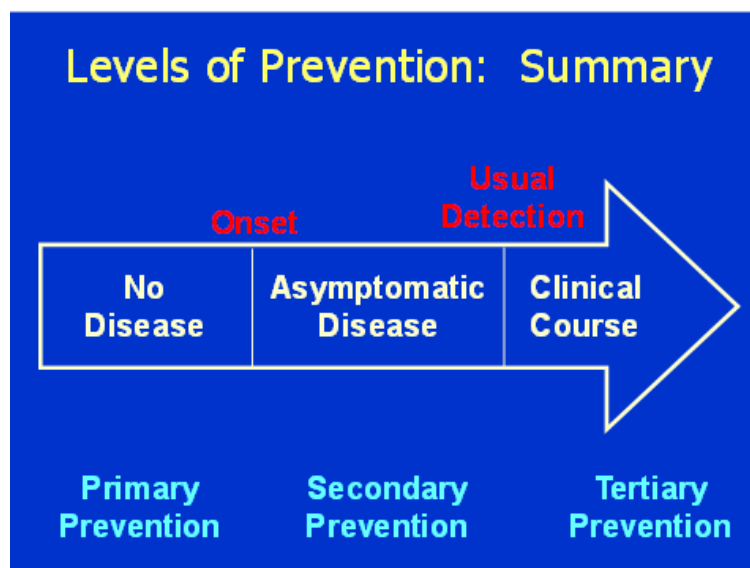 Levels of Prevention: Summary
Usual
Onset Detection
No Asymptomatic Clinical
Disease Disease Course
Primary Secondary Tertiary
Prevention Prevention Prevention